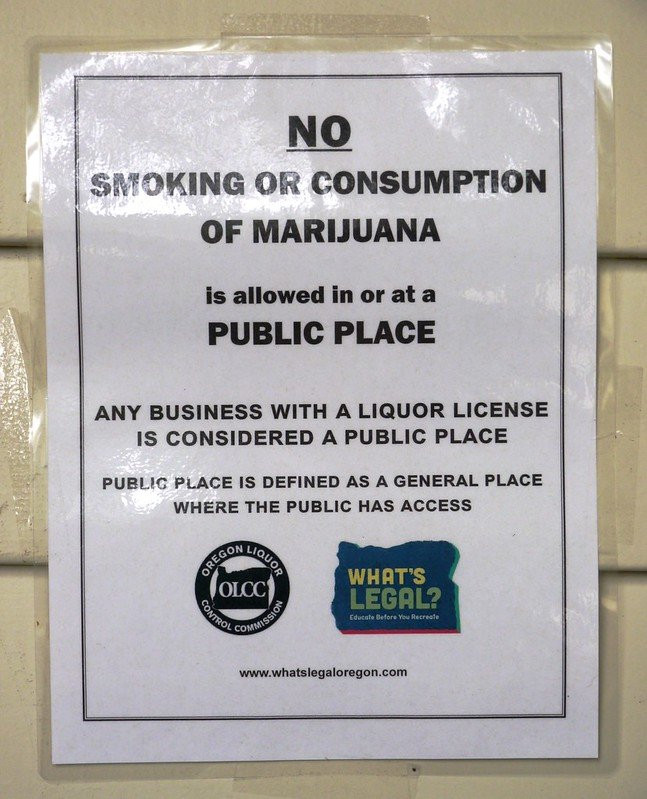 NO
SMOKING OR CONSUMPTION
OF MARIJUANA
is allowed in or at a
PUBLIC PLACE
ANY BUSINESS WITH A LIQUOR LICENSE
IS CONSIDERED A PUBLIC PLACE
PUBLIC PLACE IS DEFINED AS A GENERAL PLACE
WHERE THE PUBLIC HAS ACCESS
OREGON LIQUOR
OLCC
CONTROL COMMISSION
WHAT'S
LEGAL?
Educate Before You Recreate
www.whatslegaloregon.com